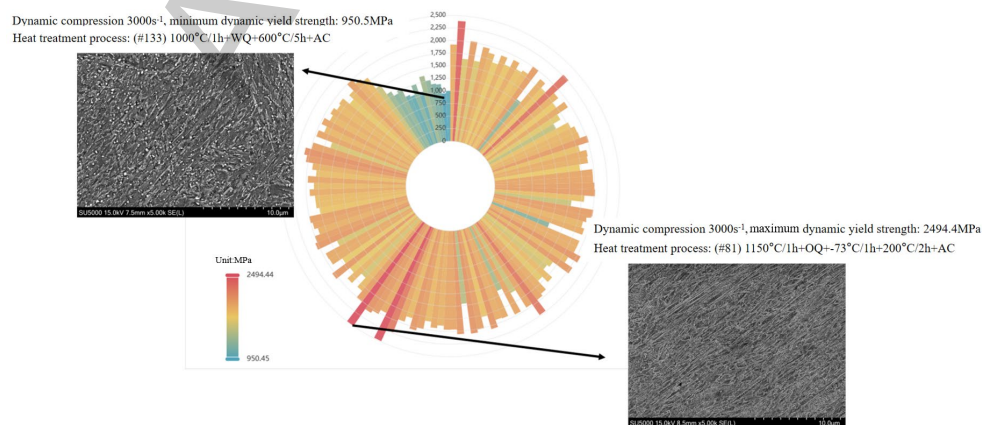 Dynamic compression 3000s-1, minimum dynamic yield strength: 950.5MPa
Heat treatment process: (#133) 1000°C/1h+WQ+600°C/5h+AC
2,500
2,250
2,000
1,750
1,500
1,250
1,000
750
500
250
0
SU5000 15.0kV 7.5mm x5.00k SE(L) 10.0μm
Dynamic compression 3000s-1, maximum dynamic yield strength: 2494.4MPa
Heat treatment process: (#81) 1150°C/1h+OQ+-73°C/1h+200°C/2h+AC
Unit:MPa
2494.44
950.45
SU5000 15.0kV 8.5mm x5.00k SE(L) 10.0μm